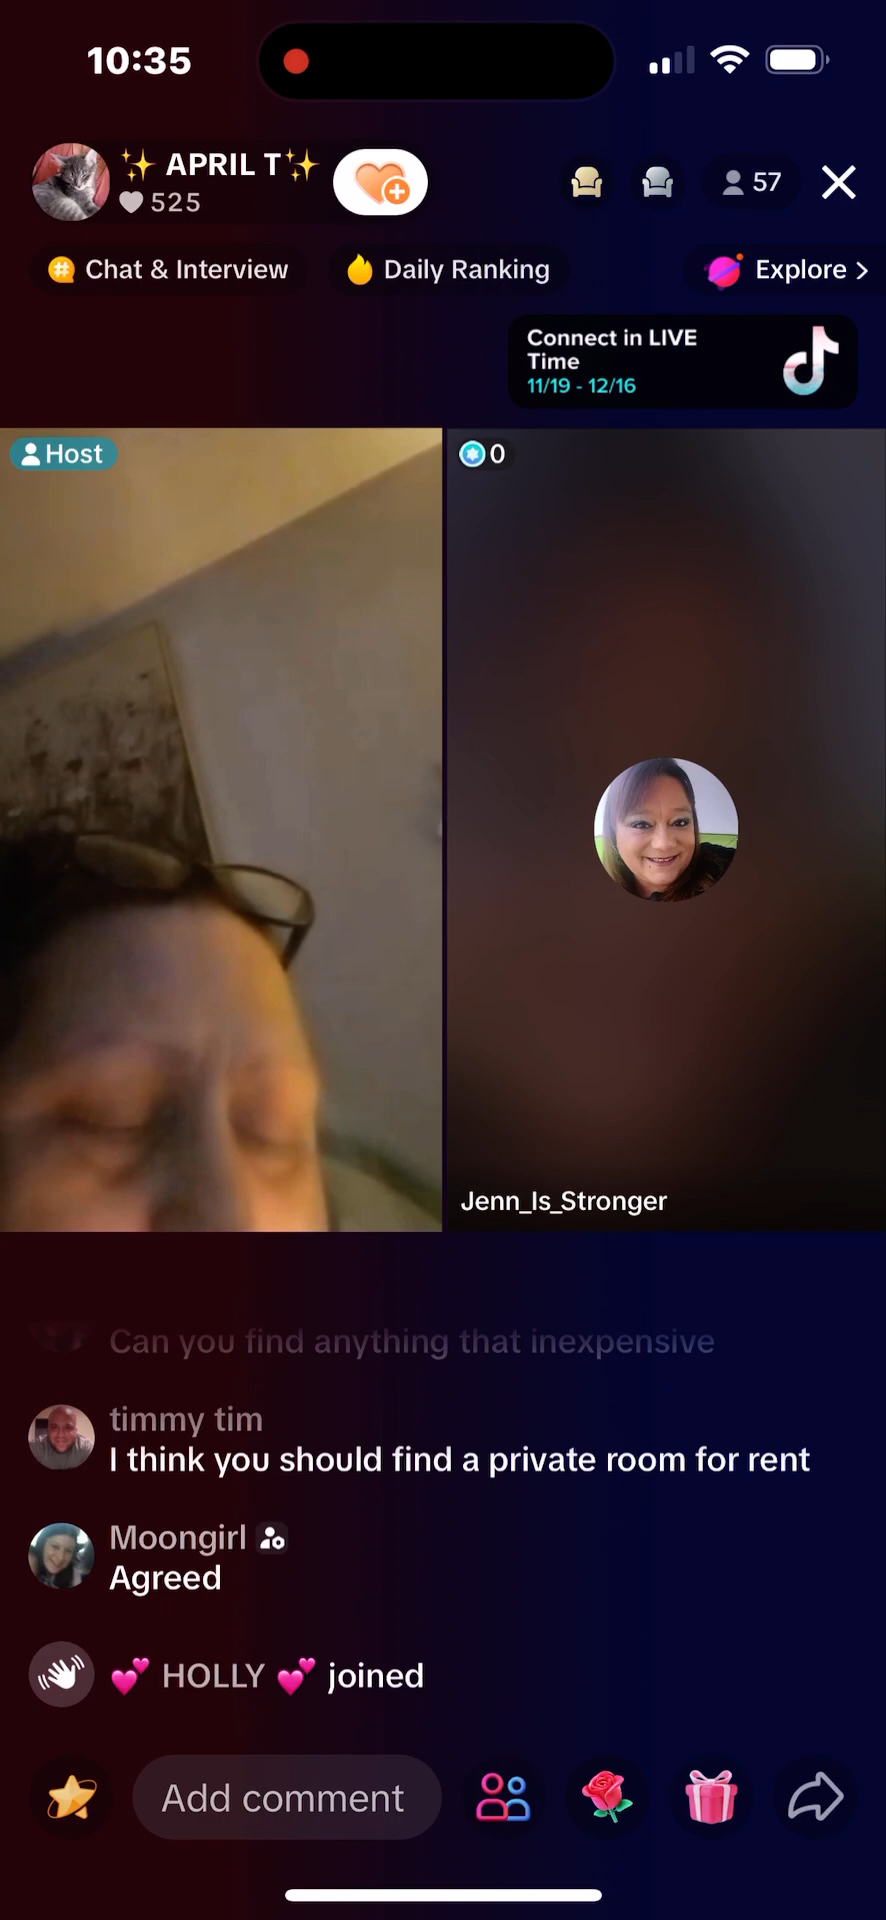 10:35
✨ APRIL T✨
525
57
Chat & Interview
Daily Ranking
Explore >
Connect in LIVE
Time
11/19 - 12/16
Host
0
Jenn_Is_Stronger
Can you find anything that inexpensive
timmy tim
I think you should find a private room for rent
Moongirl
Agreed
💕 HOLLY 💕 joined
Add comment